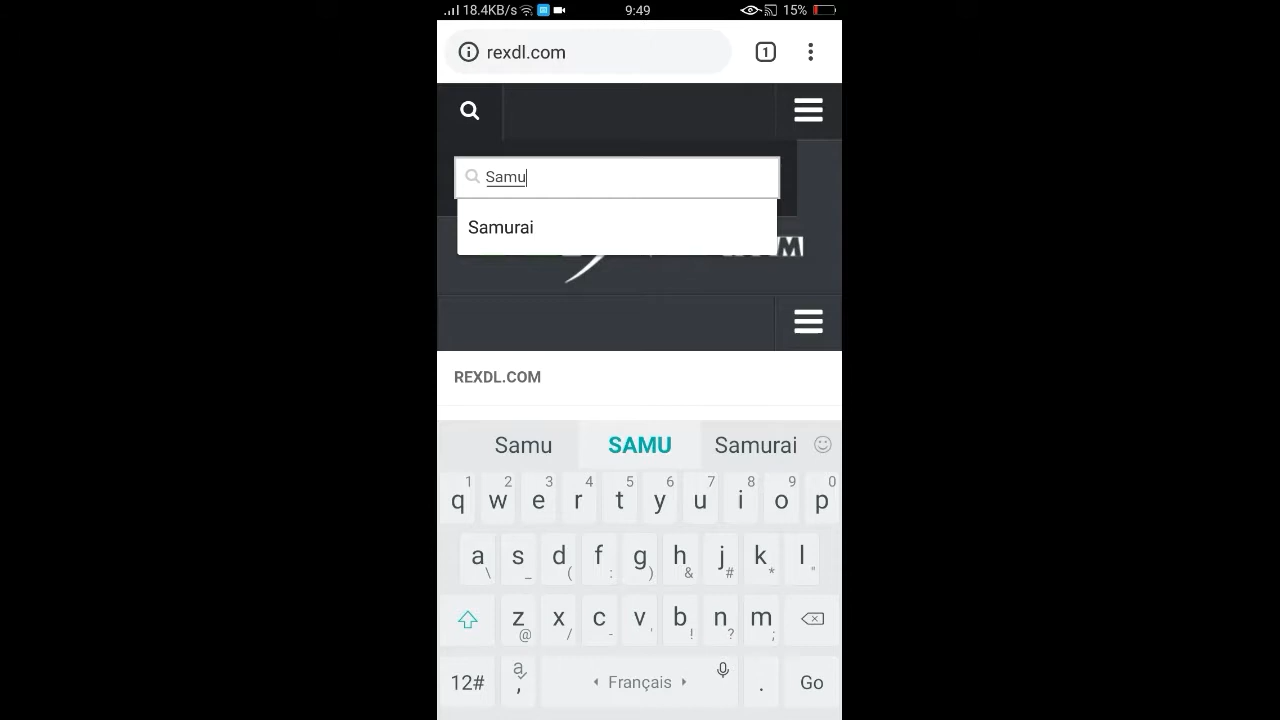 18.4KB/s 9:49 15%
rexdl.com 1
Samu
Samurai
REXDL.COM
Samu SAMU Samurai
1 2 3 4 5 6 7 8 9 0
q w e r t y u i o p
a s d f g h j k l
\ _ ( : ) & # * "
z x c v b n m
@ / - ' ! ? ;
12# a , Français . Go